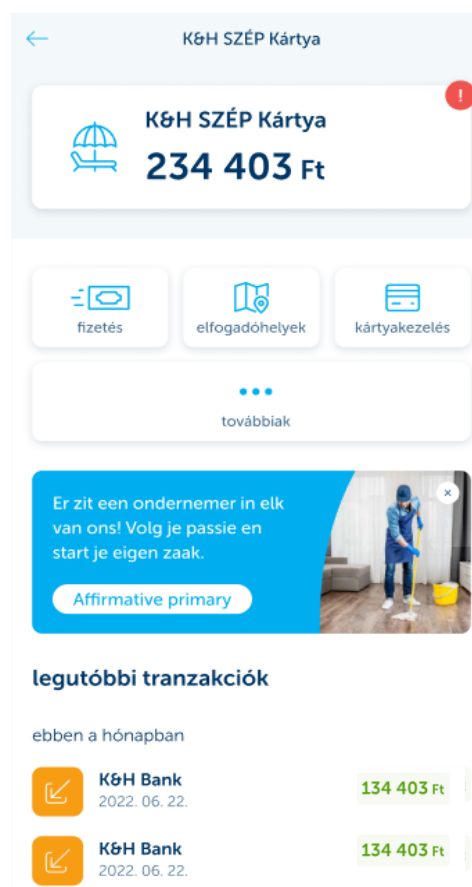 K&H SZÉP Kártya
!
K&H SZÉP Kártya
234 403 Ft
fizetés
elfogadóhelyek
kártyakezelés
továbbiak
Er zit een ondernemer in elk
van ons! Volg je passie en
start je eigen zaak.
Affirmative primary
legutóbbi tranzakciók
ebben a hónapban
K&H Bank
134 403 Ft
2022. 06. 22.
K&H Bank
134 403 Ft
2022. 06. 22.